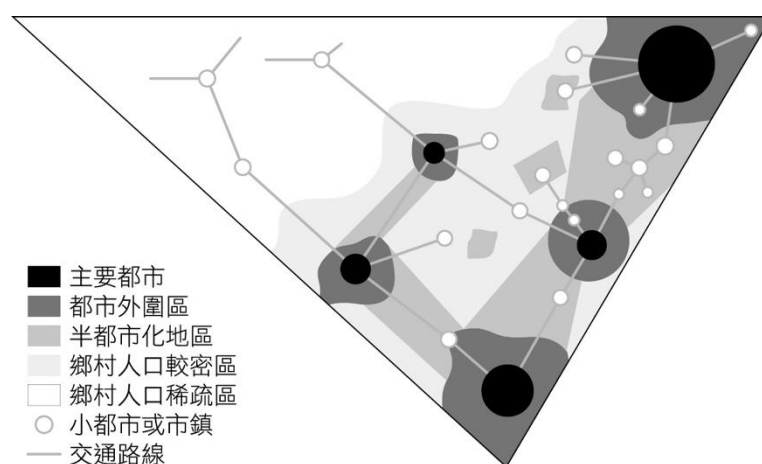 主要都市
都市外圍區
半都市化地區
鄉村人口較密區
鄉村人口稀疏區
小都市或市鎮
交通路線